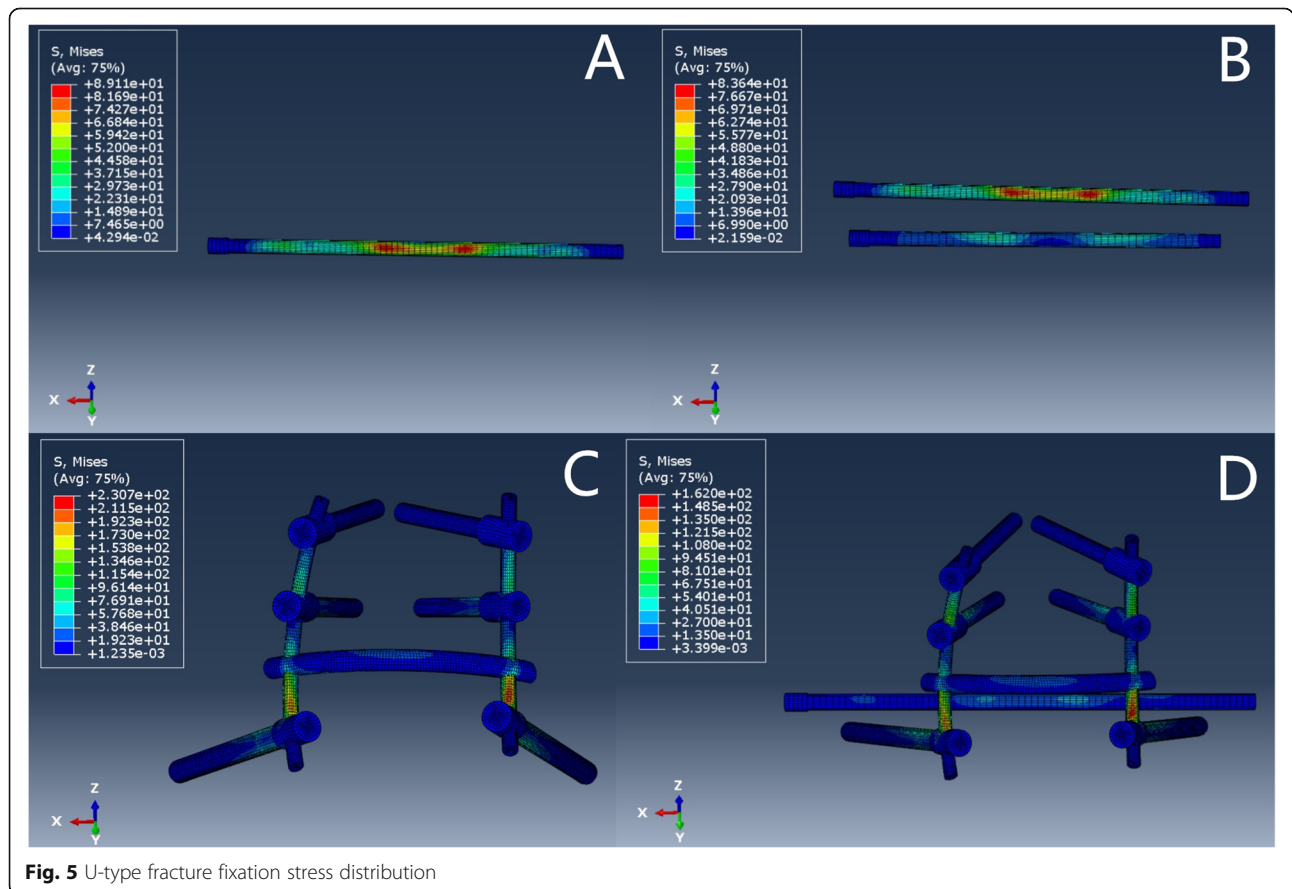 S, Mises
(Avg: 75%)
+8.911e+01
+8.169e+01
+7.427e+01
+6.684e+01
+5.942e+01
+5.200e+01
+4.458e+01
+3.715e+01
+2.973e+01
+2.231e+01
+1.489e+01
+7.465e+00
+4.294e-02
A
Z
X
Y
S, Mises
(Avg: 75%)
+8.364e+01
+7.667e+01
+6.971e+01
+6.274e+01
+5.577e+01
+4.880e+01
+4.183e+01
+3.486e+01
+2.790e+01
+2.093e+01
+1.396e+01
+6.990e+00
+2.159e-02
B
Z
X
Y
S, Mises
(Avg: 75%)
+2.307e+02
+2.115e+02
+1.923e+02
+1.730e+02
+1.538e+02
+1.346e+02
+1.154e+02
+9.614e+01
+7.691e+01
+5.768e+01
+3.846e+01
+1.923e+01
+1.235e-03
C
Z
X
Y
S, Mises
(Avg: 75%)
+1.620e+02
+1.485e+02
+1.350e+02
+1.215e+02
+1.080e+02
+9.451e+01
+8.101e+01
+6.751e+01
+5.401e+01
+4.051e+01
+2.700e+01
+1.350e+01
+3.399e-03
D
Z
X
Y
Fig. 5 U-type fracture fixation stress distribution